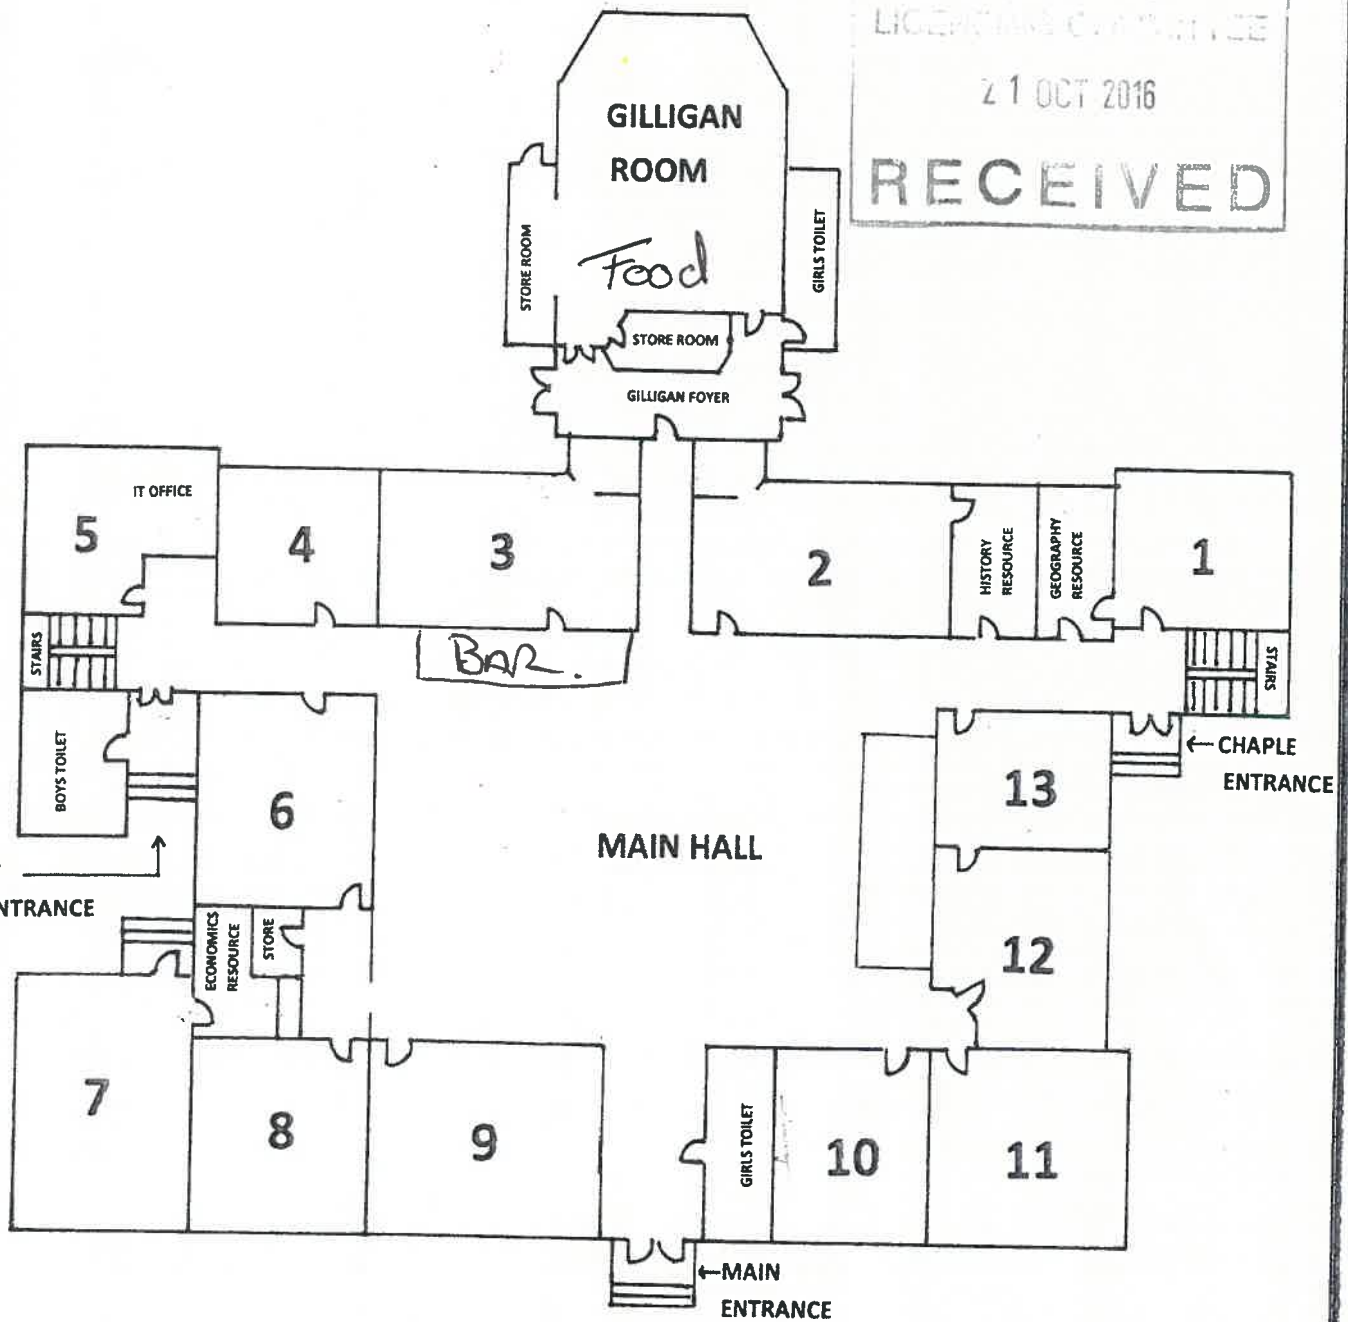 LICENSING COMMITTEE
21 OCT 2016
RECEIVED
GILLIGAN
ROOM
Food
STORE ROOM
GIRLS TOILET
STORE ROOM
GILLIGAN FOYER
IT OFFICE
5
4
3
2
HISTORY
RESOURCE
GEOGRAPHY
RESOURCE
1
STAIRS
BAR.
STAIRS
BOYS TOILET
6
13
←CHAPLE
ENTRANCE
MAIN HALL
ECONOMICS
RESOURCE
STORE
12
7
8
9
GIRLS TOILET
10
11
←MAIN
ENTRANCE